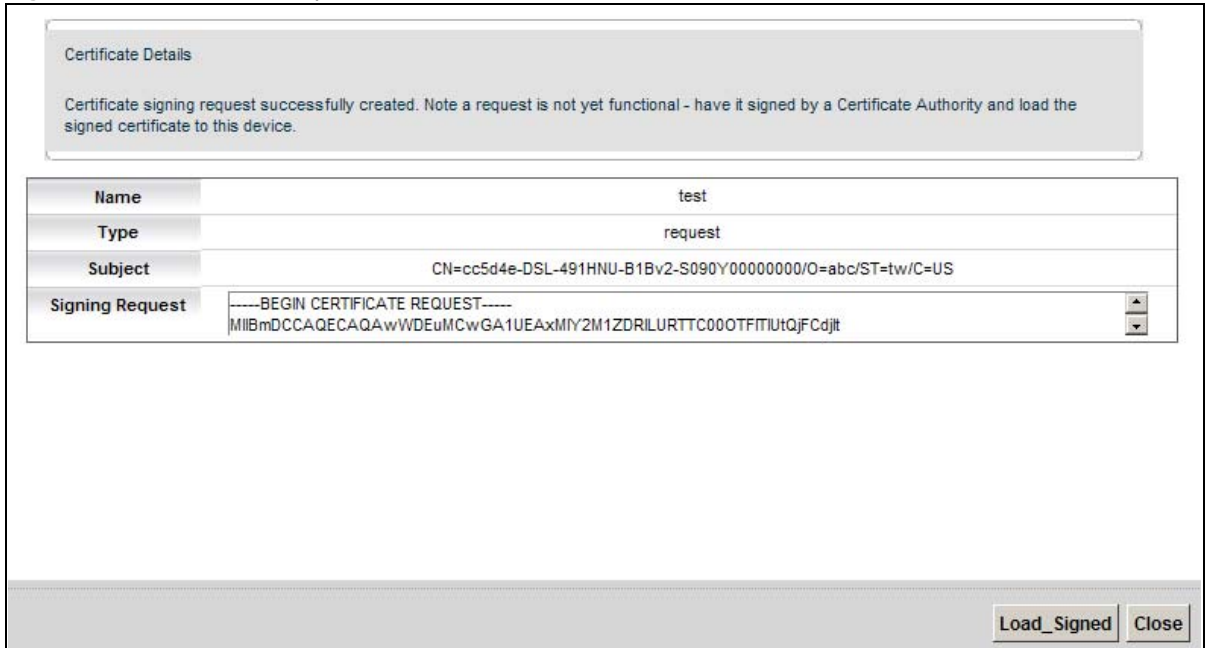 Certificate Details
Certificate signing request successfully created. Note a request is not yet functional - have it signed by a Certificate Authority and load the
signed certificate to this device.
Name test
Type request
Subject CN=cc5d4e-DSL-491HNU-B1Bv2-S090Y00000000/O=abc/ST=tw/C=US
Signing Request -----BEGIN CERTIFICATE REQUEST-----
MIIBmDCCAQECAQAwWDEuMCwGA1UEAxMlY2M1ZDRlLURTTC00OTFITlUtQjFCdjIt
Load_Signed Close